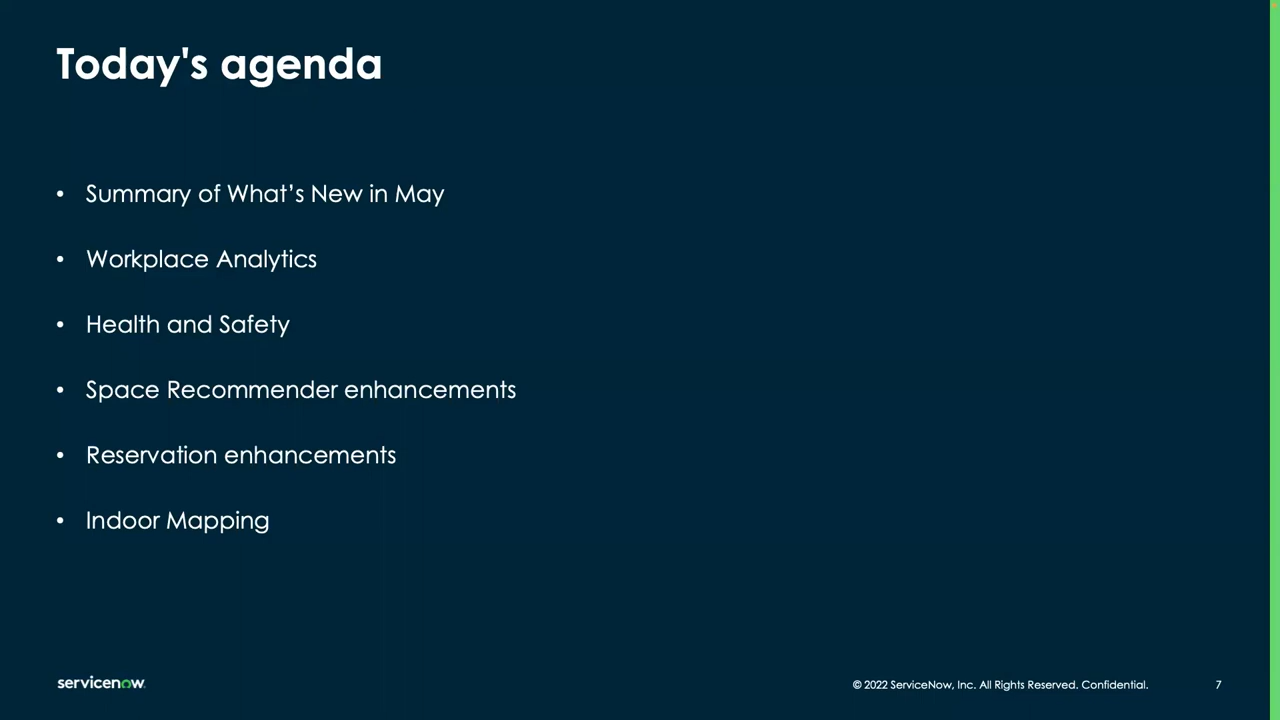 Today's agenda
• Summary of What’s New in May
• Workplace Analytics
• Health and Safety
• Space Recommender enhancements
• Reservation enhancements
• Indoor Mapping
servicenow.
© 2022 ServiceNow, Inc. All Rights Reserved. Confidential.
7